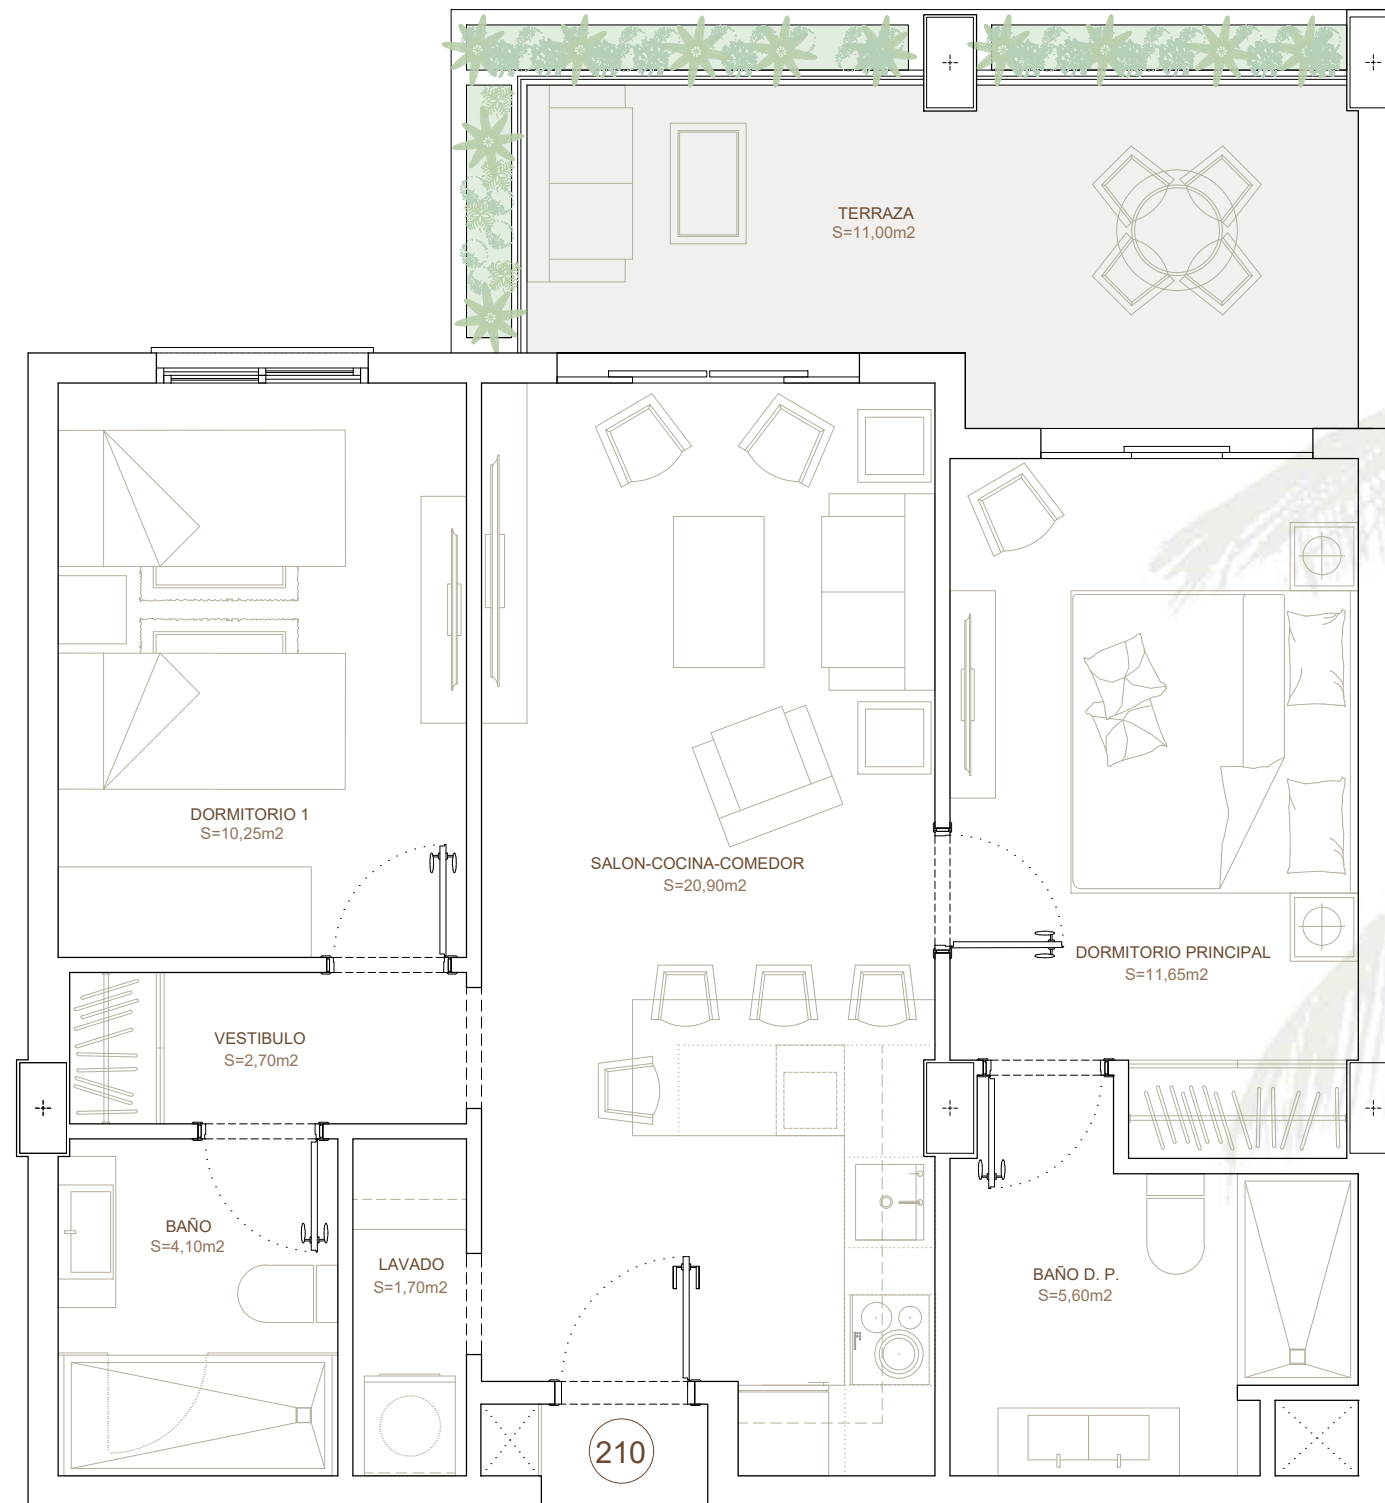 TERRAZA
S=11,00m2
DORMITORIO 1
S=10,25m2
SALON-COCINA-COMEDOR
S=20,90m2
DORMITORIO PRINCIPAL
S=11,65m2
VESTIBULO
S=2,70m2
BAÑO
S=4,10m2
LAVADO
S=1,70m2
BAÑO D. P.
S=5,60m2
210